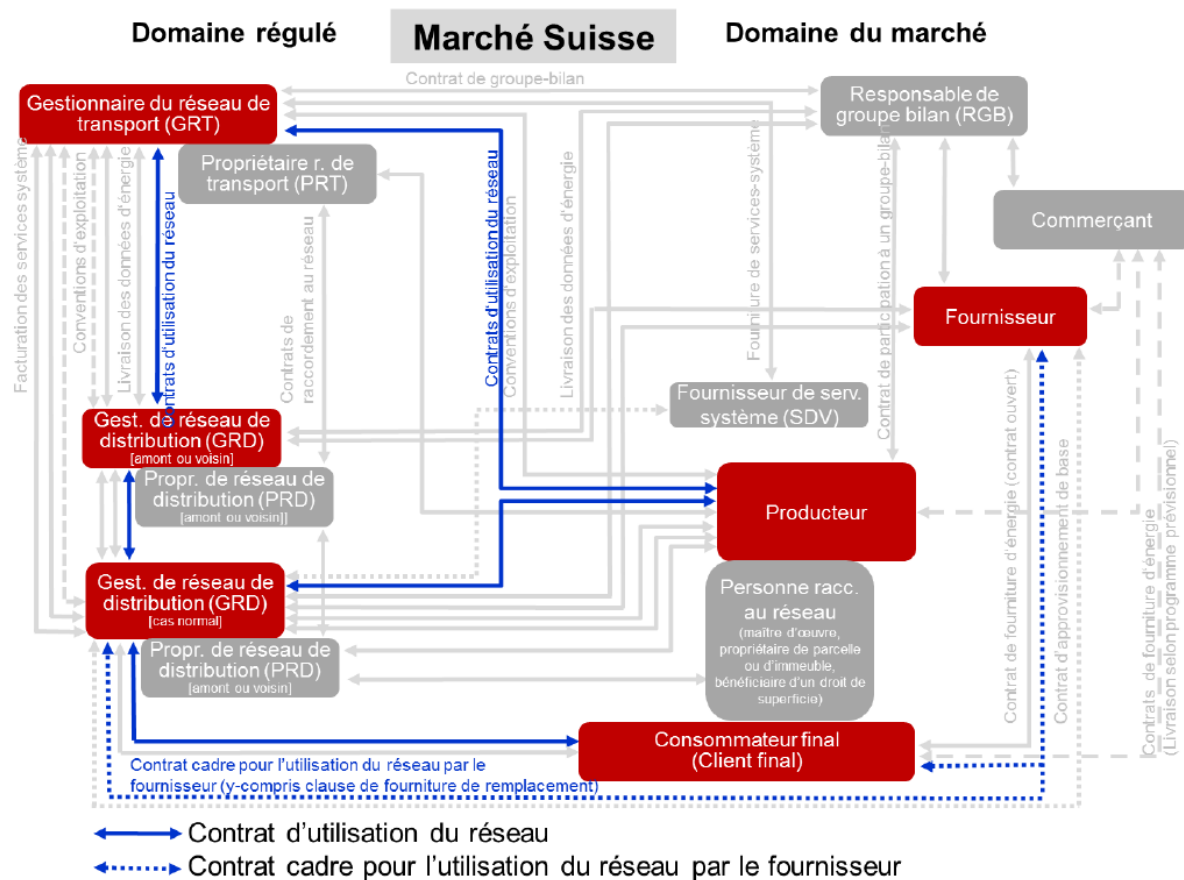 Domaine régulé
Marché Suisse
Domaine du marché
Contrat de groupe-bilan
Gestionnaire du réseau de
transport (GRT)
Responsable de
groupe bilan (RGB)
Propriétaire r. de
transport (PRT)
Commerçant
Facturation des services système
Conventions d'exploitation
Livraison des données d'énergie
Contrats d'utilisation du réseau
Contrats de
raccordement au réseau
Contrats d'utilisation du réseau
Conventions d'exploitation
Livraison des données d'énergie
Fourniture de services-système
Contrat de participation à un groupe-bilan
Fournisseur
Fournisseur de serv.
système (SDV)
Gest. de réseau de
distribution (GRD)
[amont ou voisin]
Propr. de réseau de
distribution (PRD)
[amont ou voisin]]
Producteur
Gest. de réseau de
distribution (GRD)
[cas normal]
Propr. de réseau de
distribution (PRD)
[amont ou voisin]
Personne racc.
au réseau
(maître d'œuvre,
propriétaire de parcelle
ou d'immeuble,
bénéficiaire d'un droit de
superficie)
Contrat de fourniture d'énergie (contrat ouvert)
Contrat d'approvisionnement de base
Contrats de fourniture d'énergie
(Livraison selon programme prévisionnel)
Consommateur final
(Client final)
Contrat cadre pour l'utilisation du réseau par le
fournisseur (y-compris clause de fourniture de remplacement)
Contrat d'utilisation du réseau
Contrat cadre pour l'utilisation du réseau par le fournisseur